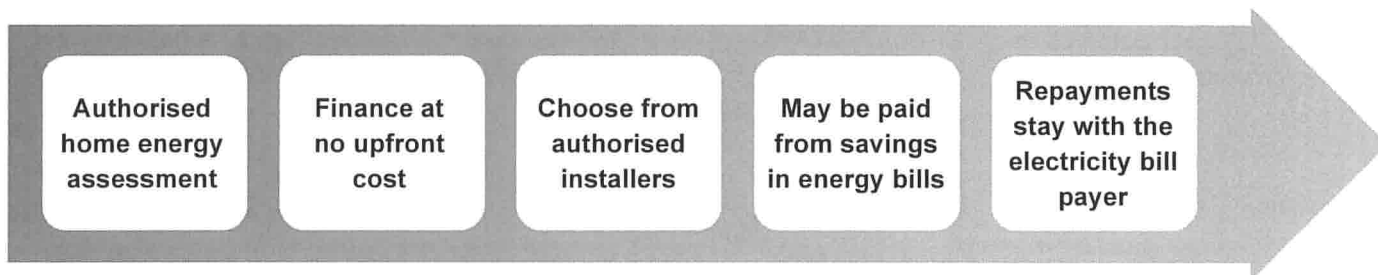 Authorised
home energy
assessment
Finance at
no upfront
cost
Choose from
authorised
installers
May be paid
from savings
in energy bills
Repayments
stay with the
electricity bill
payer